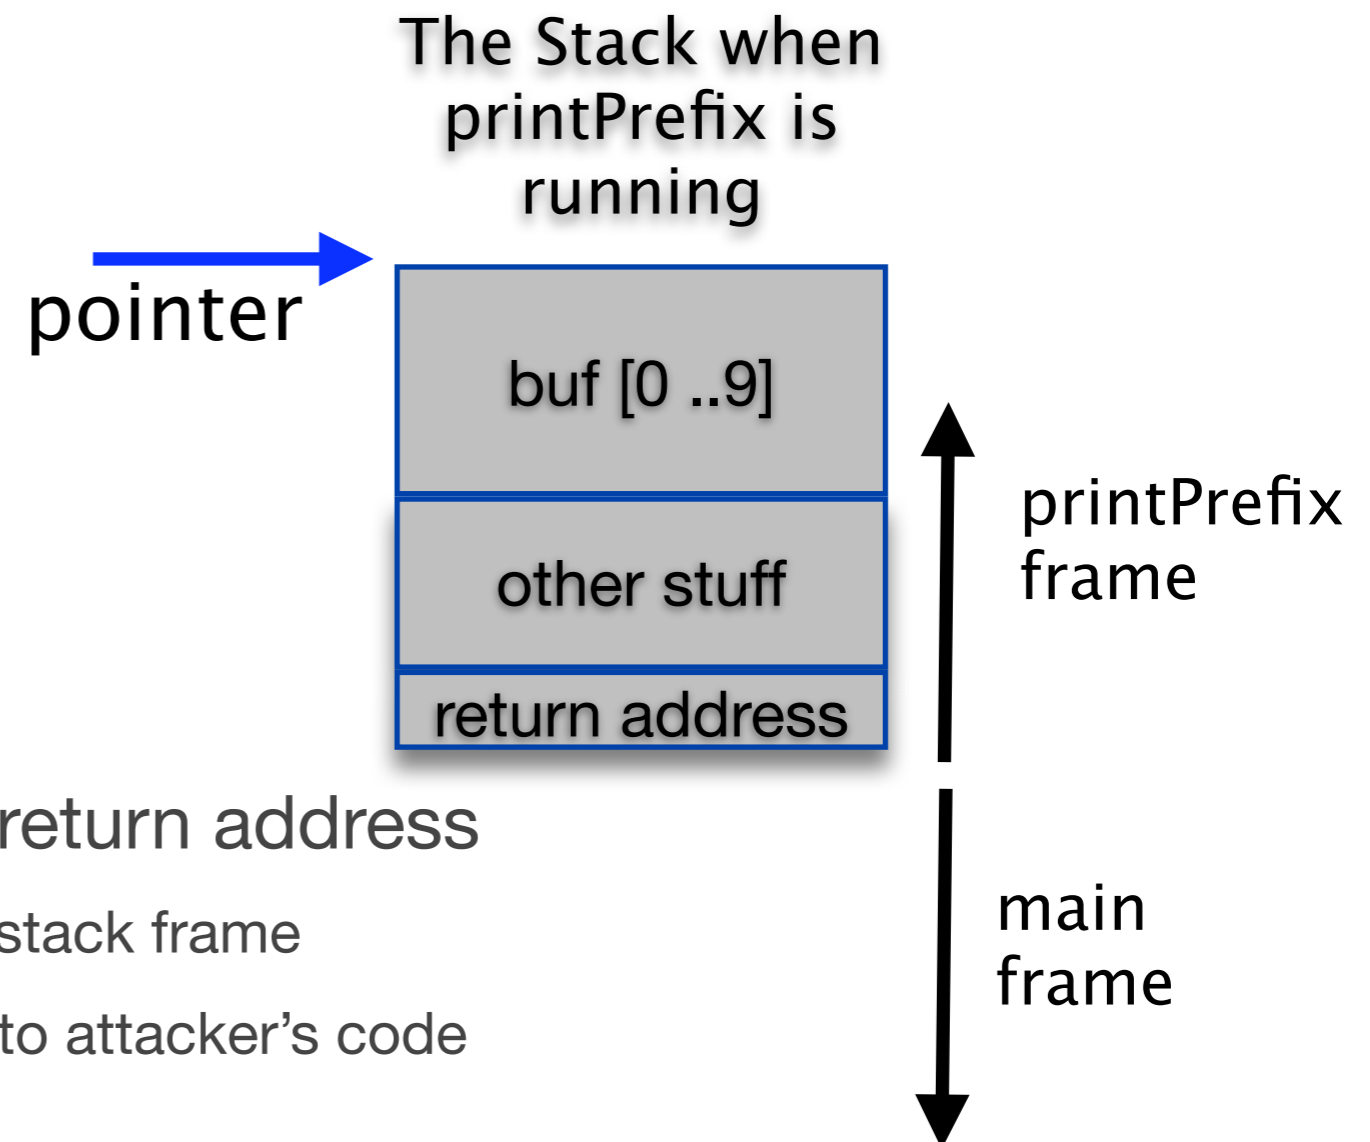 The Stack when
printPrefix is
running
pointer
buf [0 ..9]
printPrefix
frame
other stuff
return address
return address
stack frame
to attacker’s code
main
frame